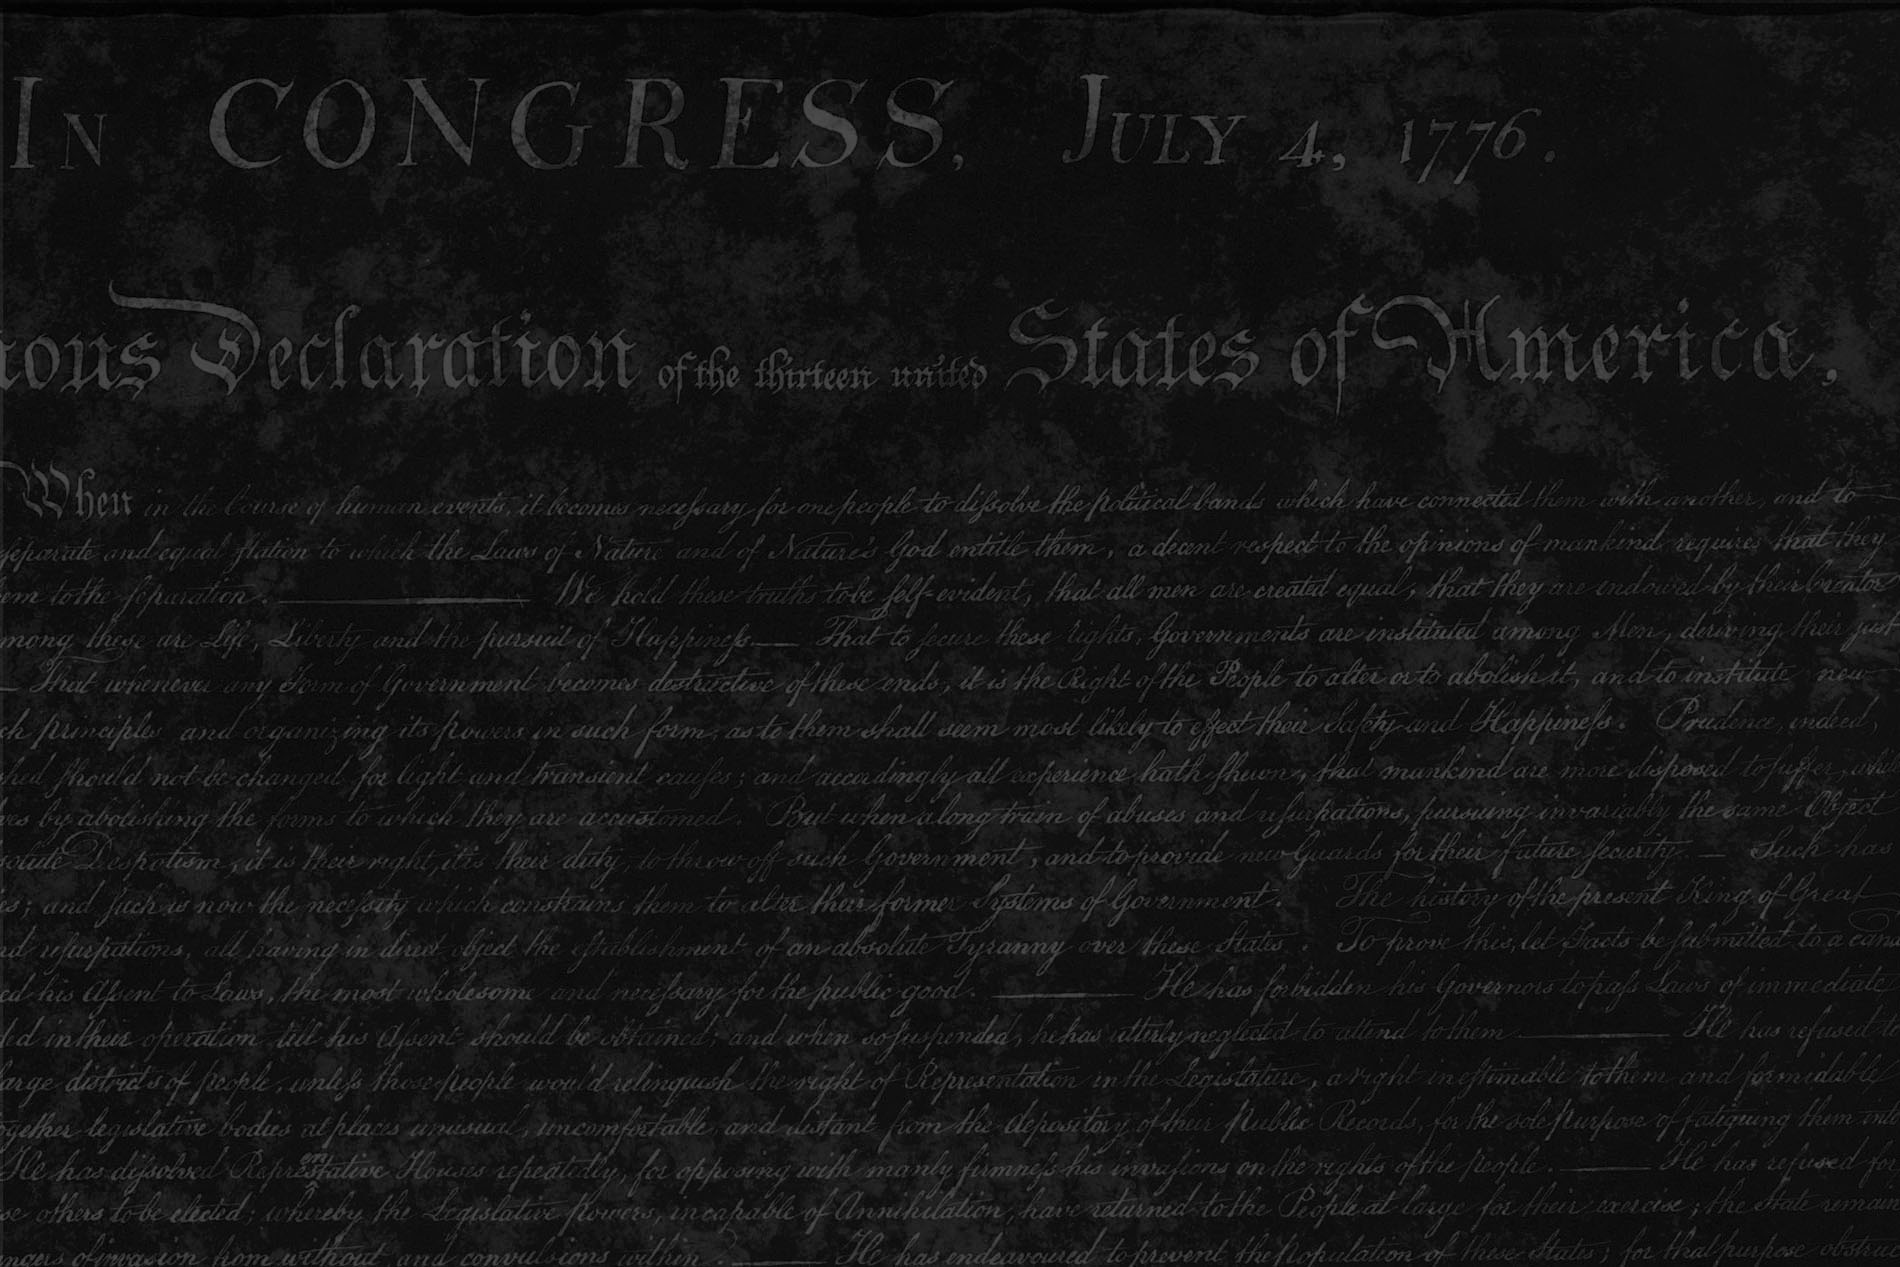 In CONGRESS, July 4, 1776.
ious Declaration of the thirteen united States of America,
When in the Course of human events, it becomes necessary for one people to dissolve the political bands which have connected them with another, and to
separate and equal station to which the Laws of Nature and of Nature's God entitle them, a decent respect to the opinions of mankind requires that they
em to the separation. We hold these truths to be self-evident, that all men are created equal, that they are endowed by their Creator
mong these are Life, Liberty and the pursuit of Happiness.— That to secure these rights, Governments are instituted among Men, deriving their just
— That whenever any Form of Government becomes destructive of these ends, it is the Right of the People to alter or to abolish it, and to institute new
ch principles and organizing its powers in such form, as to them shall seem most likely to effect their Safety and Happiness. Prudence, indeed,
shed should not be changed for light and transient causes; and accordingly all experience hath shewn, that mankind are more disposed to suffer, while
ves by abolishing the forms to which they are accustomed. But when a long train of abuses and usurpations, pursuing invariably the same Object
solute Despotism, it is their right, it is their duty, to throw off such Government, and to provide new Guards for their future security. — Such has
es; and such is now the necessity which constrains them to alter their former Systems of Government. The history of the present King of Great
nd usurpations, all having in direct object the establishment of an absolute Tyranny over these States. To prove this, let Facts be submitted to a cand
ed his Assent to Laws, the most wholesome and necessary for the public good. He has forbidden his Governors to pass Laws of immediate
ded in their operation till his Assent should be obtained; and when so suspended, he has utterly neglected to attend to them He has refused t
large districts of people, unless those people would relinquish the right of Representation in the Legislature, a right inestimable to them and formidable
ogether legislative bodies at places unusual, uncomfortable, and distant from the depository of their Public Records, for the sole purpose of fatiguing them into
He has dissolved Representative Houses repeatedly, for opposing with manly firmness his invasions on the rights of the people. He has refused for
se others to be elected; whereby the Legislative powers, incapable of Annihilation, have returned to the People at large for their exercise; the State remain
angers of invasion from without and convulsions within. He has endeavoured to prevent the population of these States; for that purpose obstruc